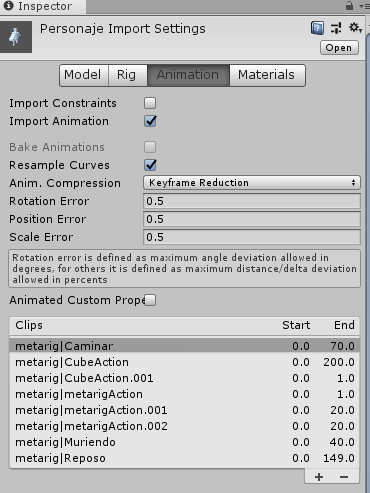 Inspector
Personaje Import Settings
Open
Model Rig Animation Materials
Import Constraints
Import Animation
Bake Animations
Resample Curves
Anim. Compression Keyframe Reduction
Rotation Error 0.5
Position Error 0.5
Scale Error 0.5
Rotation error is defined as maximum angle deviation allowed in
degrees, for others it is defined as maximum distance/delta deviation
allowed in percents
Animated Custom Prope
Clips Start End
metarig|Caminar 0.0 70.0
metarig|CubeAction 0.0 200.0
metarig|CubeAction.001 0.0 1.0
metarig|metarigAction 0.0 1.0
metarig|metarigAction.001 0.0 20.0
metarig|metarigAction.002 0.0 20.0
metarig|Muriendo 0.0 40.0
metarig|Reposo 0.0 149.0
+ −